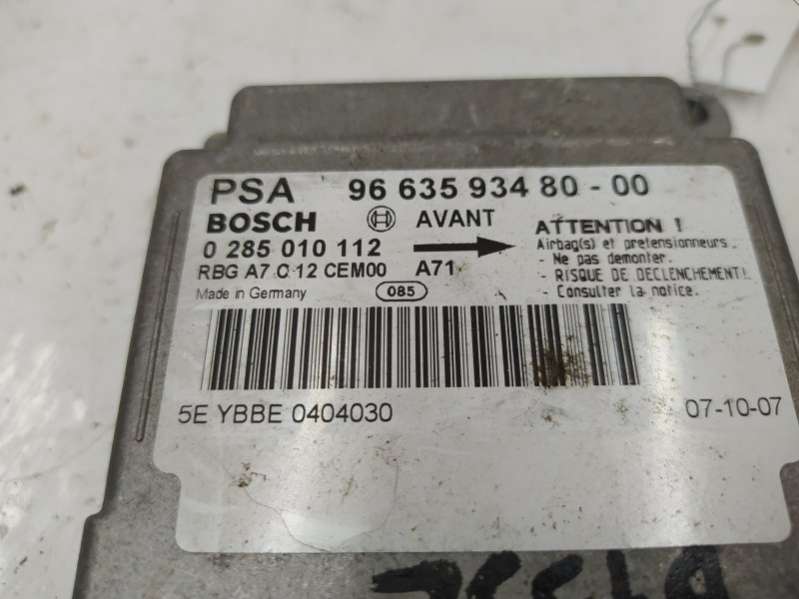 PSA 96 635 934 80 - 00
BOSCH AVANT
0 285 010 112
RBG A7.0 12 CEM00 A71
Made in Germany 085
ATTENTION !
Airbag(s) et pretensionneurs.
- Ne pas demonter.
- RISQUE DE DECLENCHEMENT!
- Consulter la notice.
5E YBBE 0404030 07-10-07